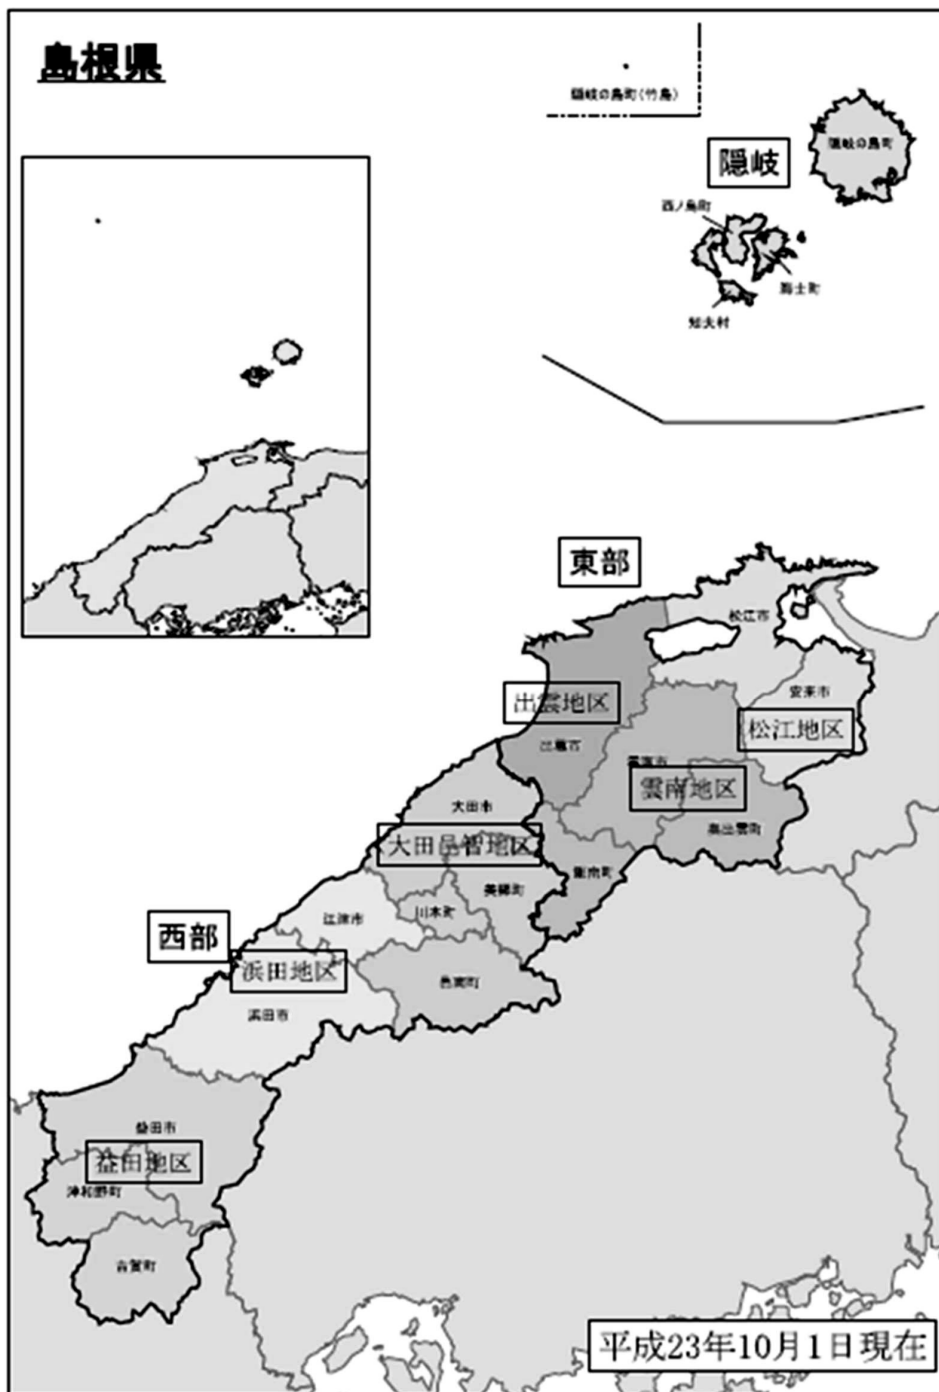 島根県
隠岐の島町(竹島)
隠岐
隠岐の島町
西ノ島町
海士町
知夫村
東部
松江市
安来市
出雲地区
松江地区
出雲市
雲南市
雲南地区
大田市
奥出雲町
大田邑智地区
飯南町
美郷町
川本町
江津市
西部
浜田地区
邑南町
浜田市
益田市
益田地区
津和野町
吉賀町
平成23年10月1日現在